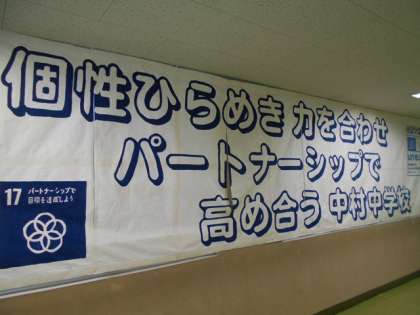 個性ひらめき 力を合わせ
パートナーシップで
高め合う 中村中学校
17 パートナーシップで
目標を達成しよう